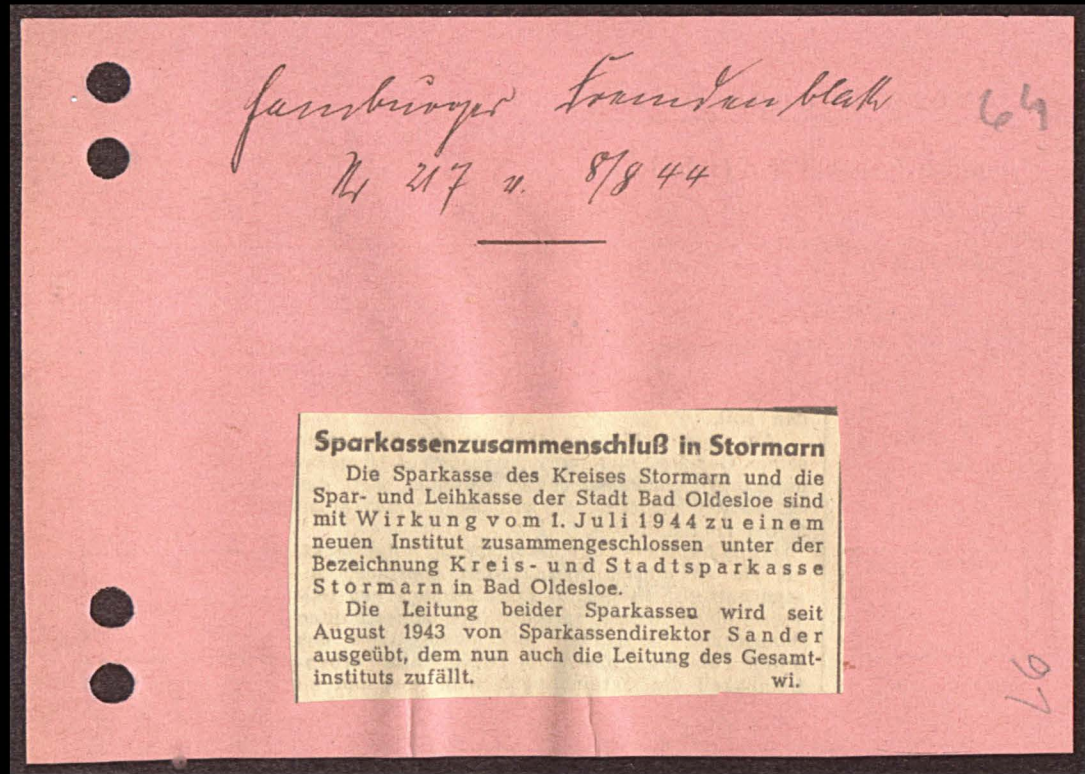 Hamburger Fremdenblatt
64
Nr 217 v. 8/8 44
Sparkassenzusammenschluß in Stormarn
Die Sparkasse des Kreises Stormarn und die
Spar- und Leihkasse der Stadt Bad Oldesloe sind
mit Wirkung vom 1. Juli 1944 zu einem
neuen Institut zusammengeschlossen unter der
Bezeichnung Kreis- und Stadtsparkasse
Stormarn in Bad Oldesloe.
Die Leitung beider Sparkassen wird seit
August 1943 von Sparkassendirektor Sander
ausgeübt, dem nun auch die Leitung des Gesamt-
instituts zufällt.
wi.